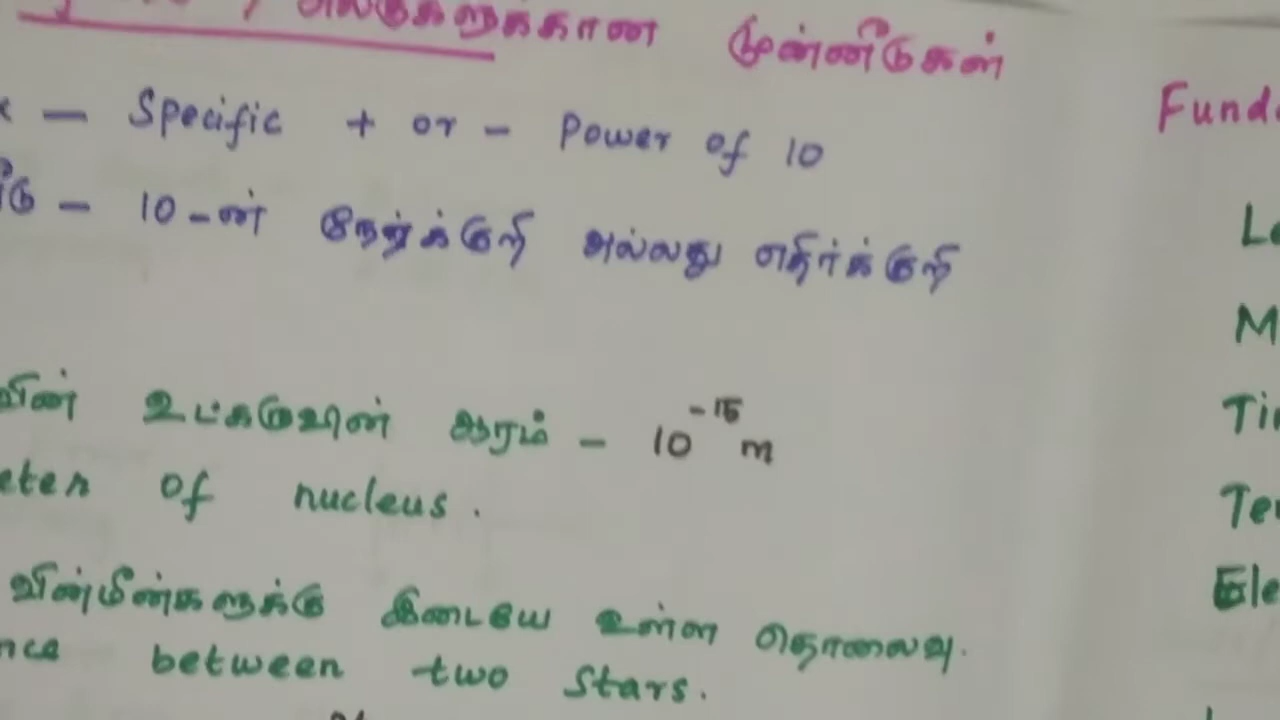 அலகுகளுக்கான முன்னீடுகள்
— Specific + or – Power of 10
– 10-ன் நேர்க்குறி அல்லது எதிர்க்குறி
உட்கருவின் ஆரம் – 10⁻¹⁵ m
of nucleus.
விண்மீன்களுக்கு இடையே உள்ள தொலைவு.
between two Stars.